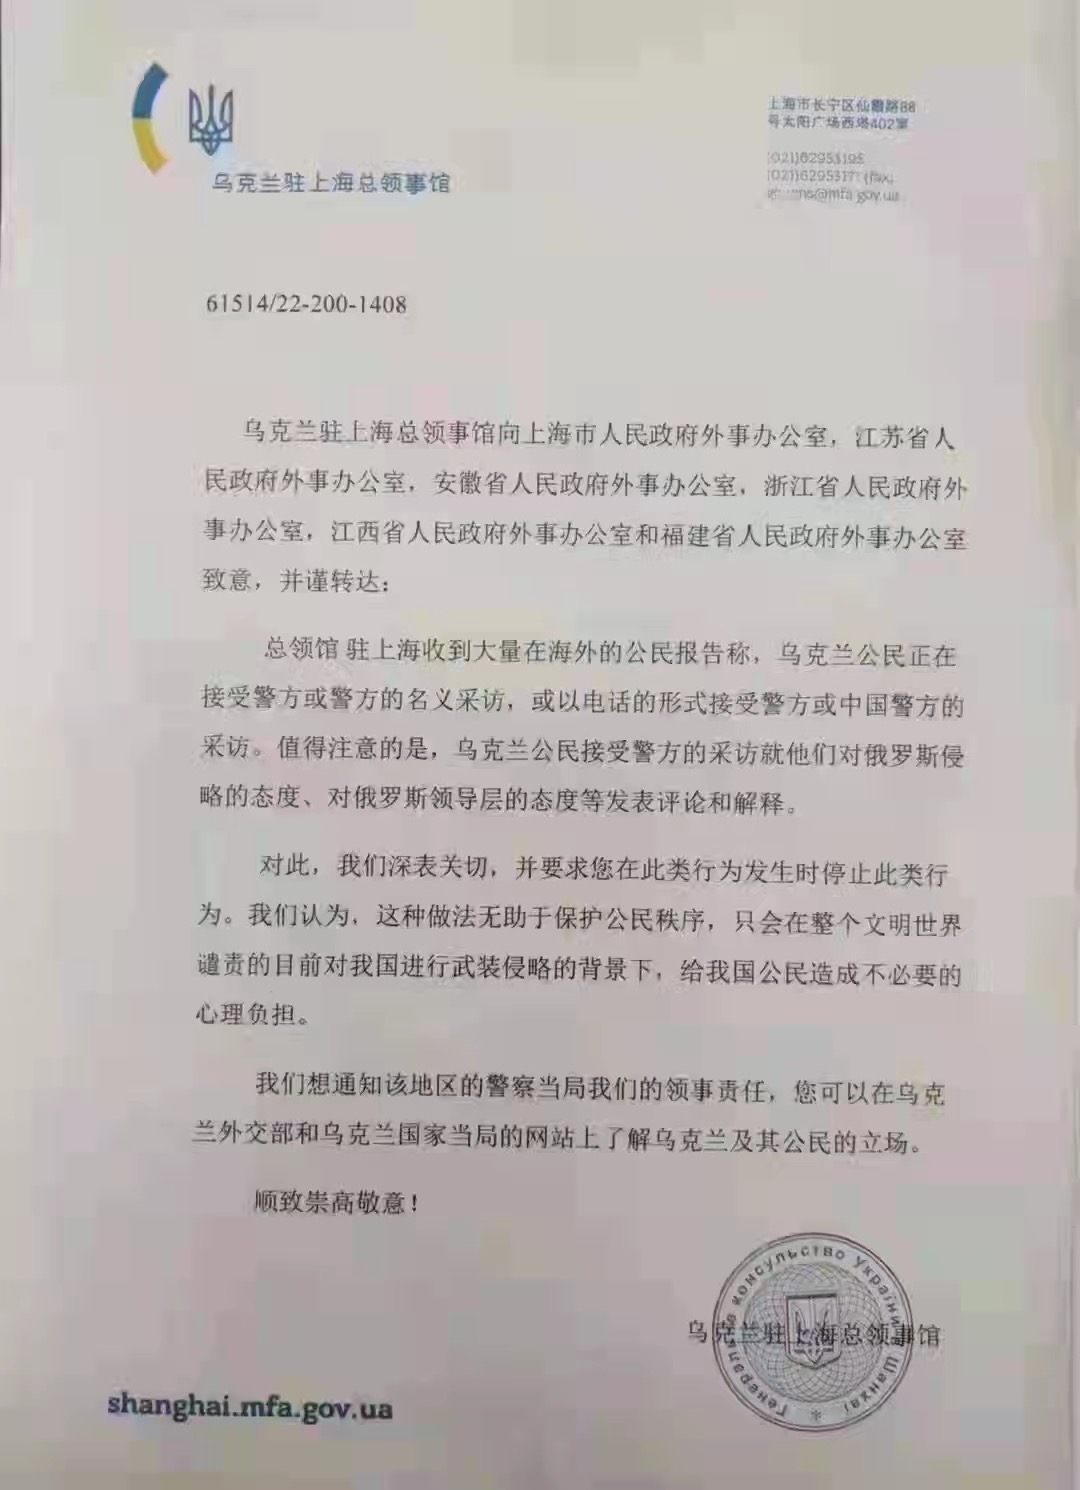 乌克兰驻上海总领事馆
上海市长宁区仙霞路88
号太阳广场西塔402室
(021)62953195
(fax)
@mfa.gov.ua
61514/22-200-1408
乌克兰驻上海总领事馆向上海市人民政府外事办公室，江苏省人
民政府外事办公室，安徽省人民政府外事办公室，浙江省人民政府外
事办公室，江西省人民政府外事办公室和福建省人民政府外事办公室
致意，并谨转达：
总领馆 驻上海收到大量在海外的公民报告称，乌克兰公民正在
接受警方或警方的名义采访，或以电话的形式接受警方或中国警方的
采访。值得注意的是，乌克兰公民接受警方的采访就他们对俄罗斯侵
略的态度、对俄罗斯领导层的态度等发表评论和解释。
对此，我们深表关切，并要求您在此类行为发生时停止此类行
为。我们认为，这种做法无助于保护公民秩序，只会在整个文明世界
谴责的目前对我国进行武装侵略的背景下，给我国公民造成不必要的
心理负担。
我们想通知该地区的警察当局我们的领事责任，您可以在乌克
兰外交部和乌克兰国家当局的网站上了解乌克兰及其公民的立场。
顺致崇高敬意！
乌克兰驻上海总领事馆
Генеральне консульство України в Шанхаї
shanghai.mfa.gov.ua